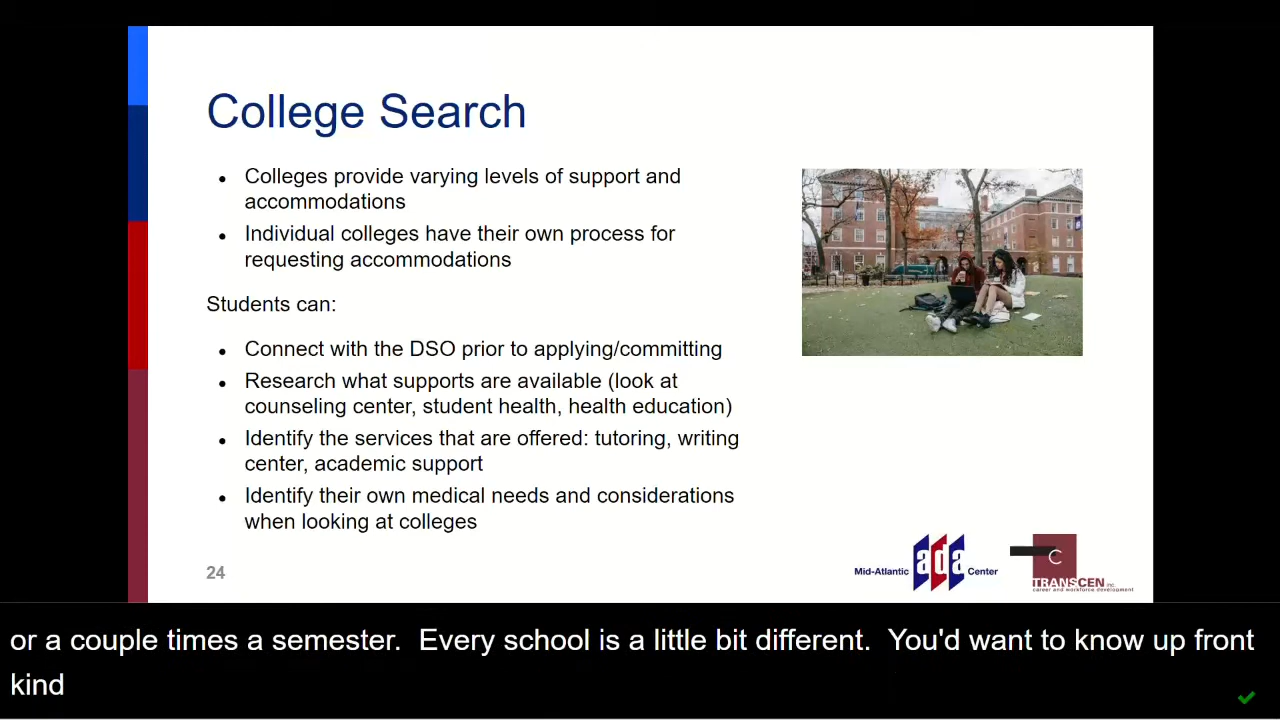 College Search
Colleges provide varying levels of support and
accommodations
Individual colleges have their own process for
requesting accommodations
Students can:
Connect with the DSO prior to applying/committing
Research what supports are available (look at
counseling center, student health, health education)
Identify the services that are offered: tutoring, writing
center, academic support
Identify their own medical needs and considerations
when looking at colleges
24
Mid-Atlantic ada Center
C
TRANSCEN inc.
career and workforce development
or a couple times a semester.  Every school is a little bit different.  You'd want to know up front
kind